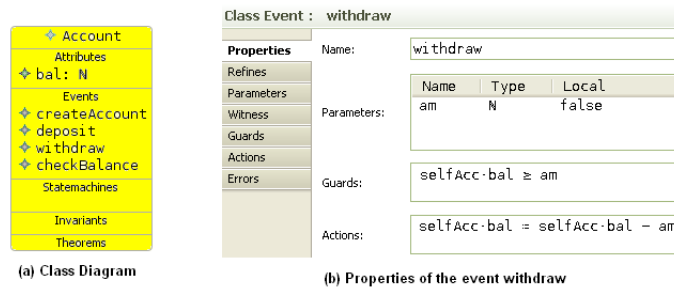 Account
Attributes
bal: ℕ
Events
createAccount
deposit
withdraw
checkBalance
Statemachines
Invariants
Theorems
(a) Class Diagram
Class Event : withdraw
Properties
Refines
Parameters
Witness
Guards
Actions
Errors
Name: withdraw
Parameters:
Name Type Local
am ℕ false
Guards: selfAcc·bal ≥ am
Actions: selfAcc·bal ≔ selfAcc·bal − am
(b) Properties of the event withdraw